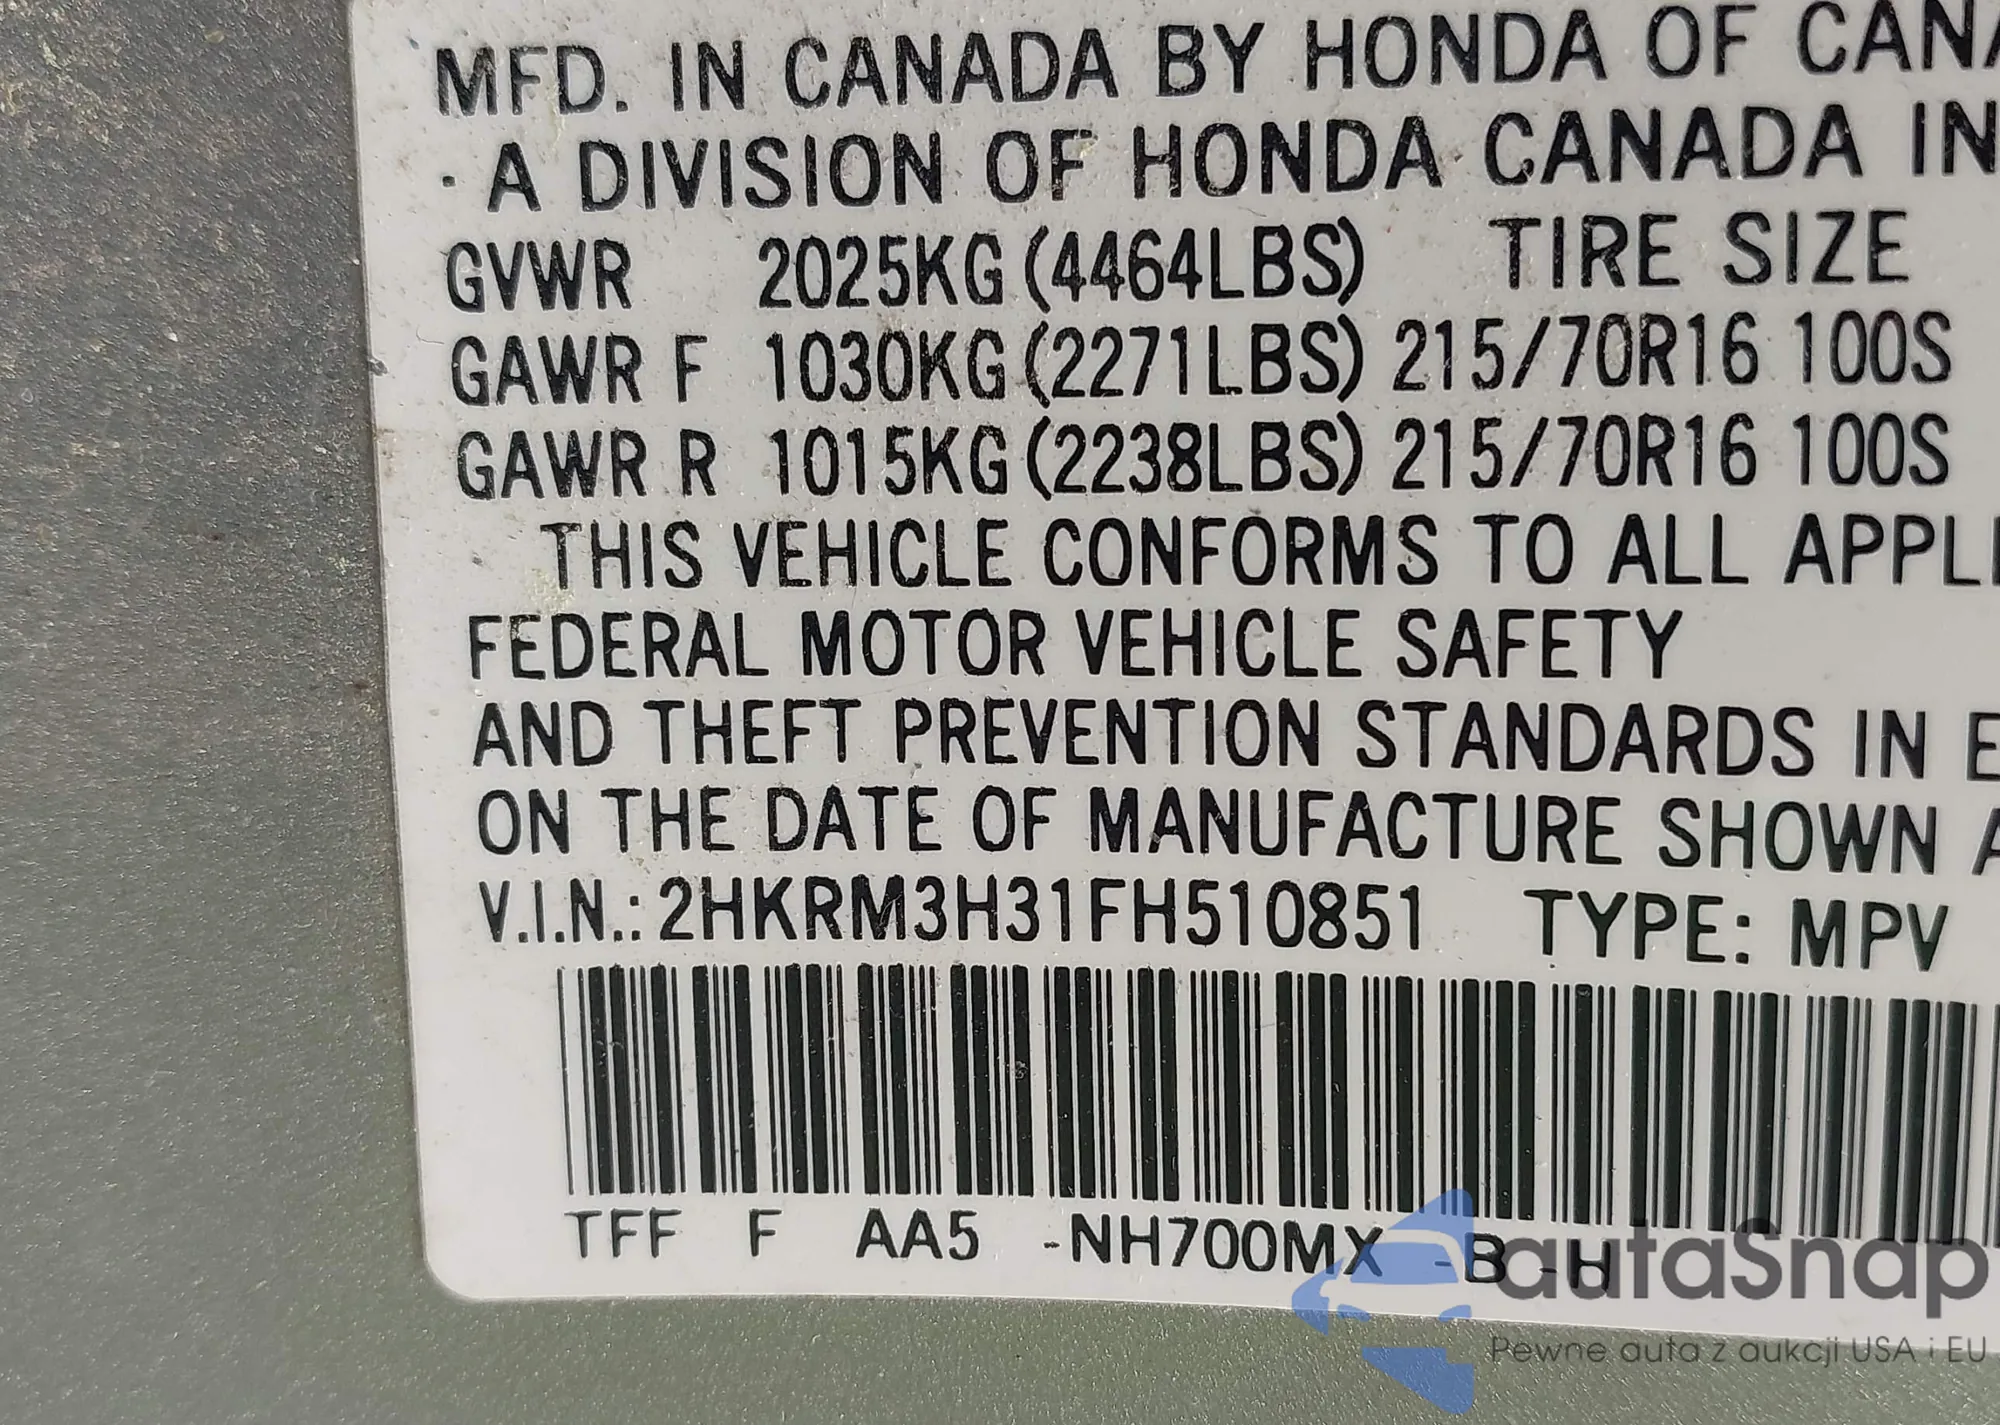 MFD. IN CANADA BY HONDA OF CANA
· A DIVISION OF HONDA CANADA IN
GVWR 2025KG (4464LBS) TIRE SIZE
GAWR F 1030KG (2271LBS) 215/70R16 100S
GAWR R 1015KG (2238LBS) 215/70R16 100S
THIS VEHICLE CONFORMS TO ALL APPLI
FEDERAL MOTOR VEHICLE SAFETY
AND THEFT PREVENTION STANDARDS IN E
ON THE DATE OF MANUFACTURE SHOWN A
V.I.N.: 2HKRM3H31FH510851 TYPE: MPV
TFF F AA5 -NH700MX -B -H
autaSnap
Pewne auta z aukcji USA i EU